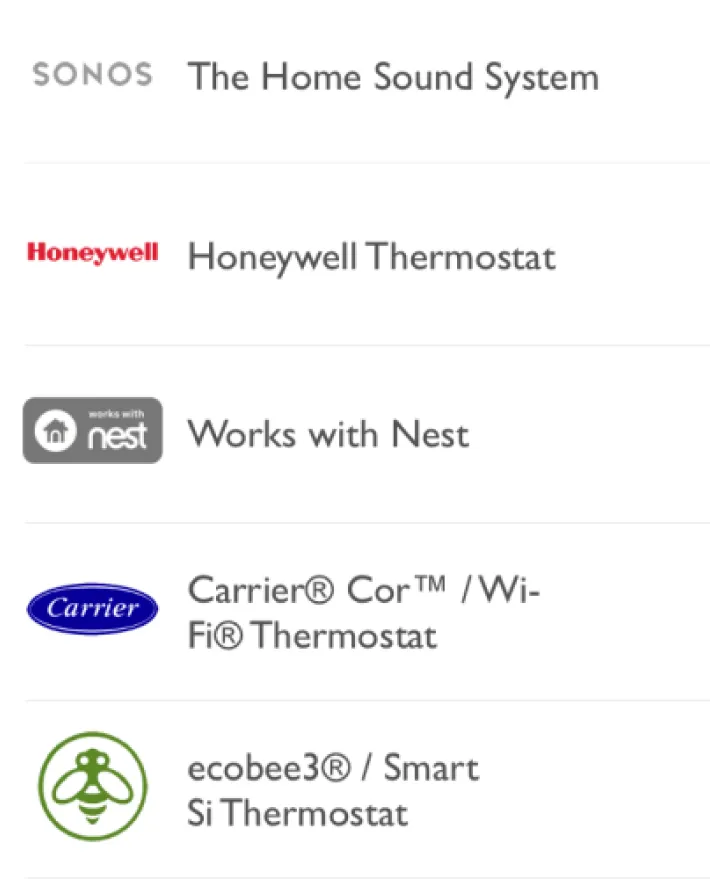 SONOS The Home Sound System
Honeywell Honeywell Thermostat
works with
nest Works with Nest
Carrier Carrier® Cor™ / Wi-
Fi® Thermostat
ecobee3® / Smart
Si Thermostat